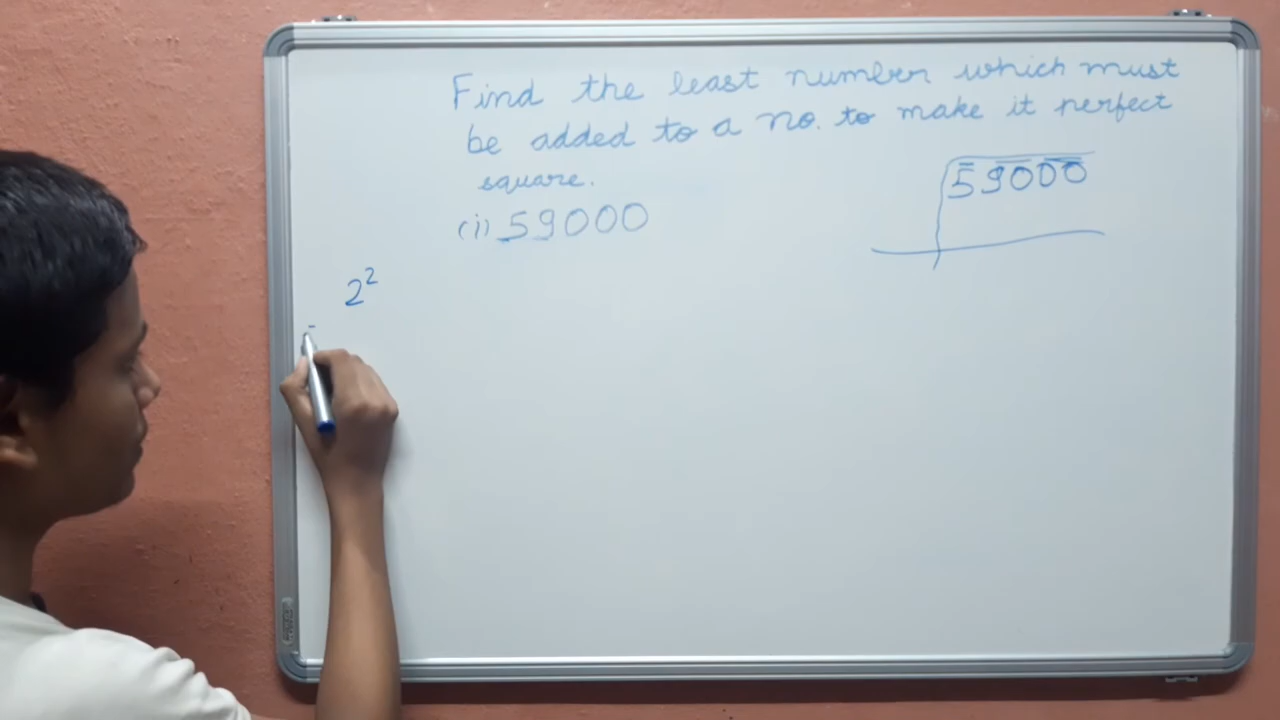 Find the least number which must
be added to a no. to make it perfect
square.
(i) 59000
59000
2²